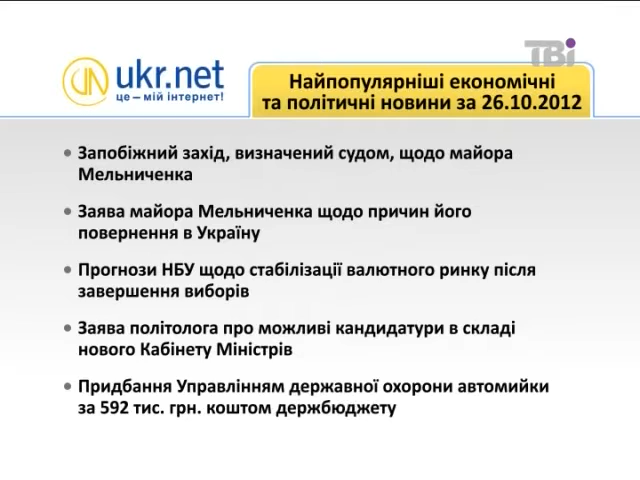 ТВі
ukr.net
це – мій інтернет!
Найпопулярніші економічні
та політичні новини за 26.10.2012
Запобіжний захід, визначений судом, щодо майора
Мельниченка
Заява майора Мельниченка щодо причин його
повернення в Україну
Прогнози НБУ щодо стабілізації валютного ринку після
завершення виборів
Заява політолога про можливі кандидатури в складі
нового Кабінету Міністрів
Придбання Управлінням державної охорони автомийки
за 592 тис. грн. коштом держбюджету